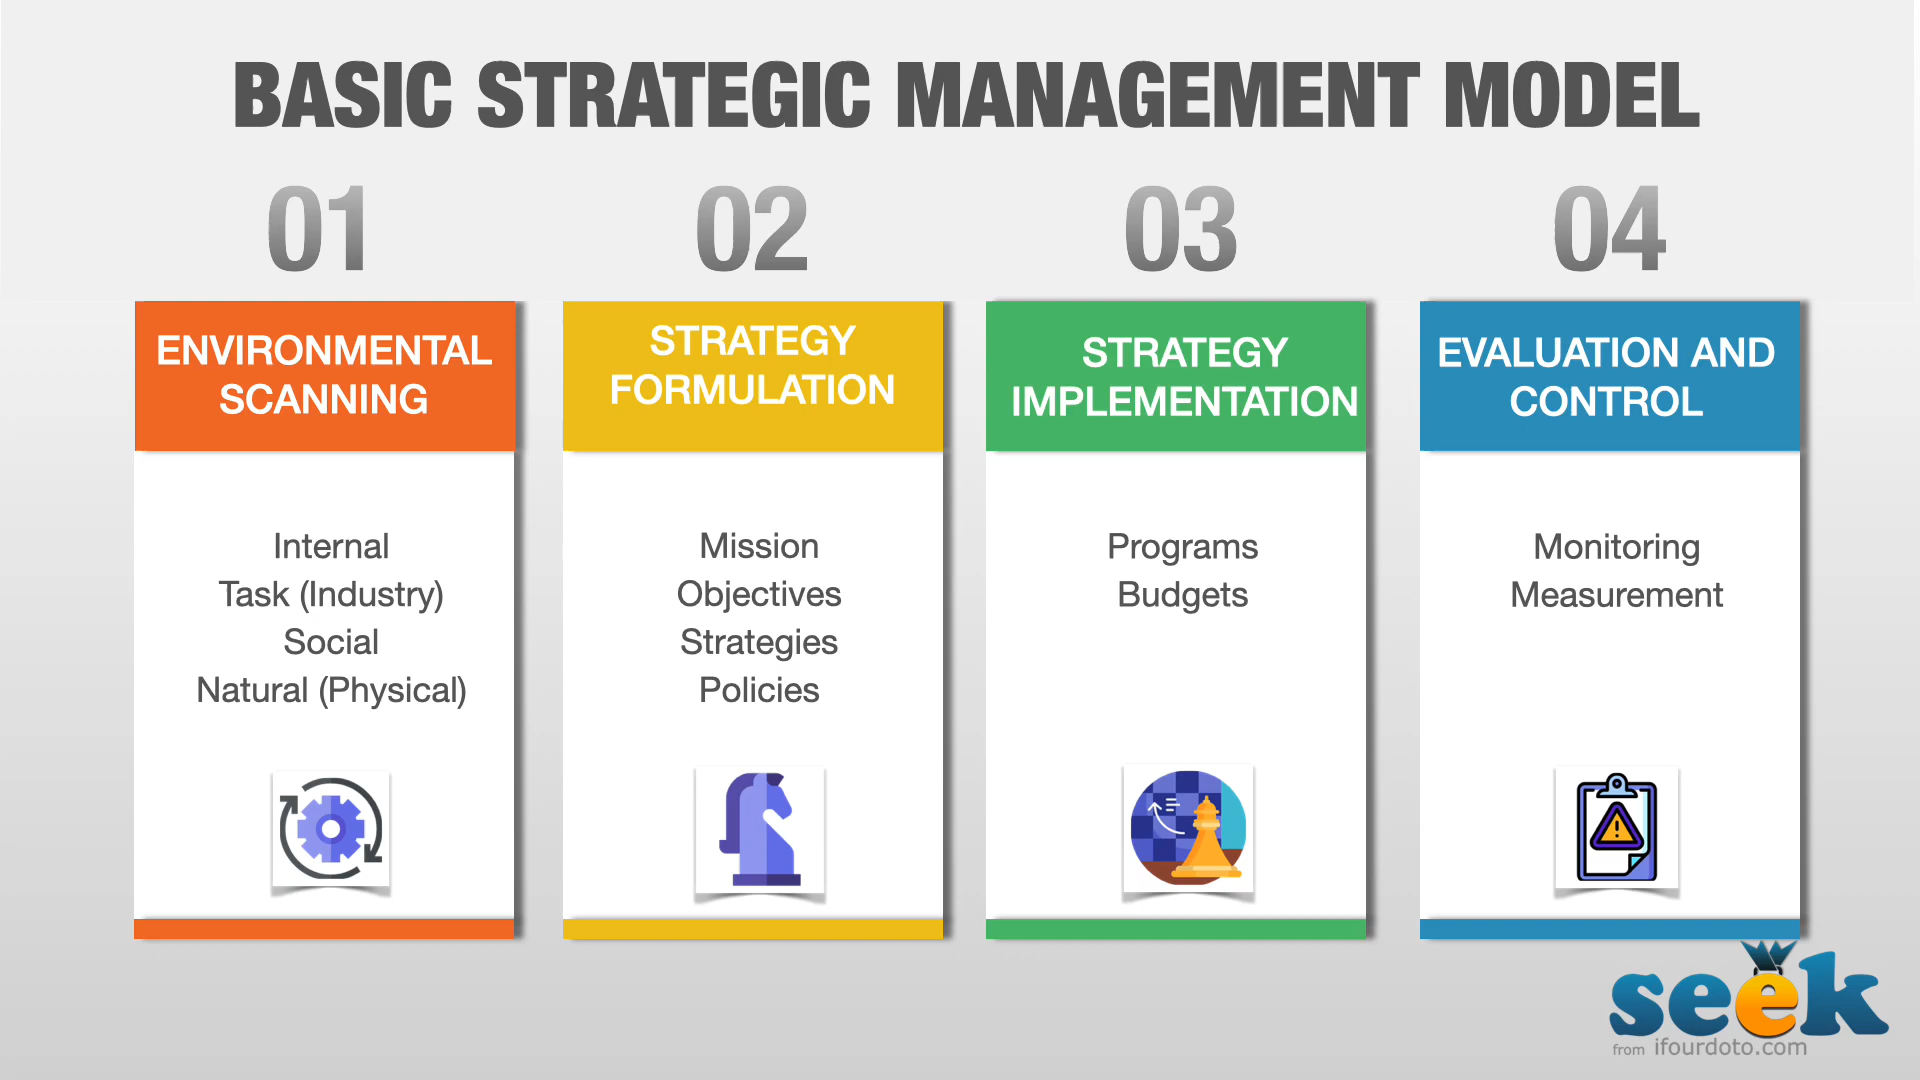 BASIC STRATEGIC MANAGEMENT MODEL
01
ENVIRONMENTAL
SCANNING
Internal
Task (Industry)
Social
Natural (Physical)
02
STRATEGY
FORMULATION
Mission
Objectives
Strategies
Policies
03
STRATEGY
IMPLEMENTATION
Programs
Budgets
04
EVALUATION AND
CONTROL
Monitoring
Measurement
seek
from ifourdoto.com